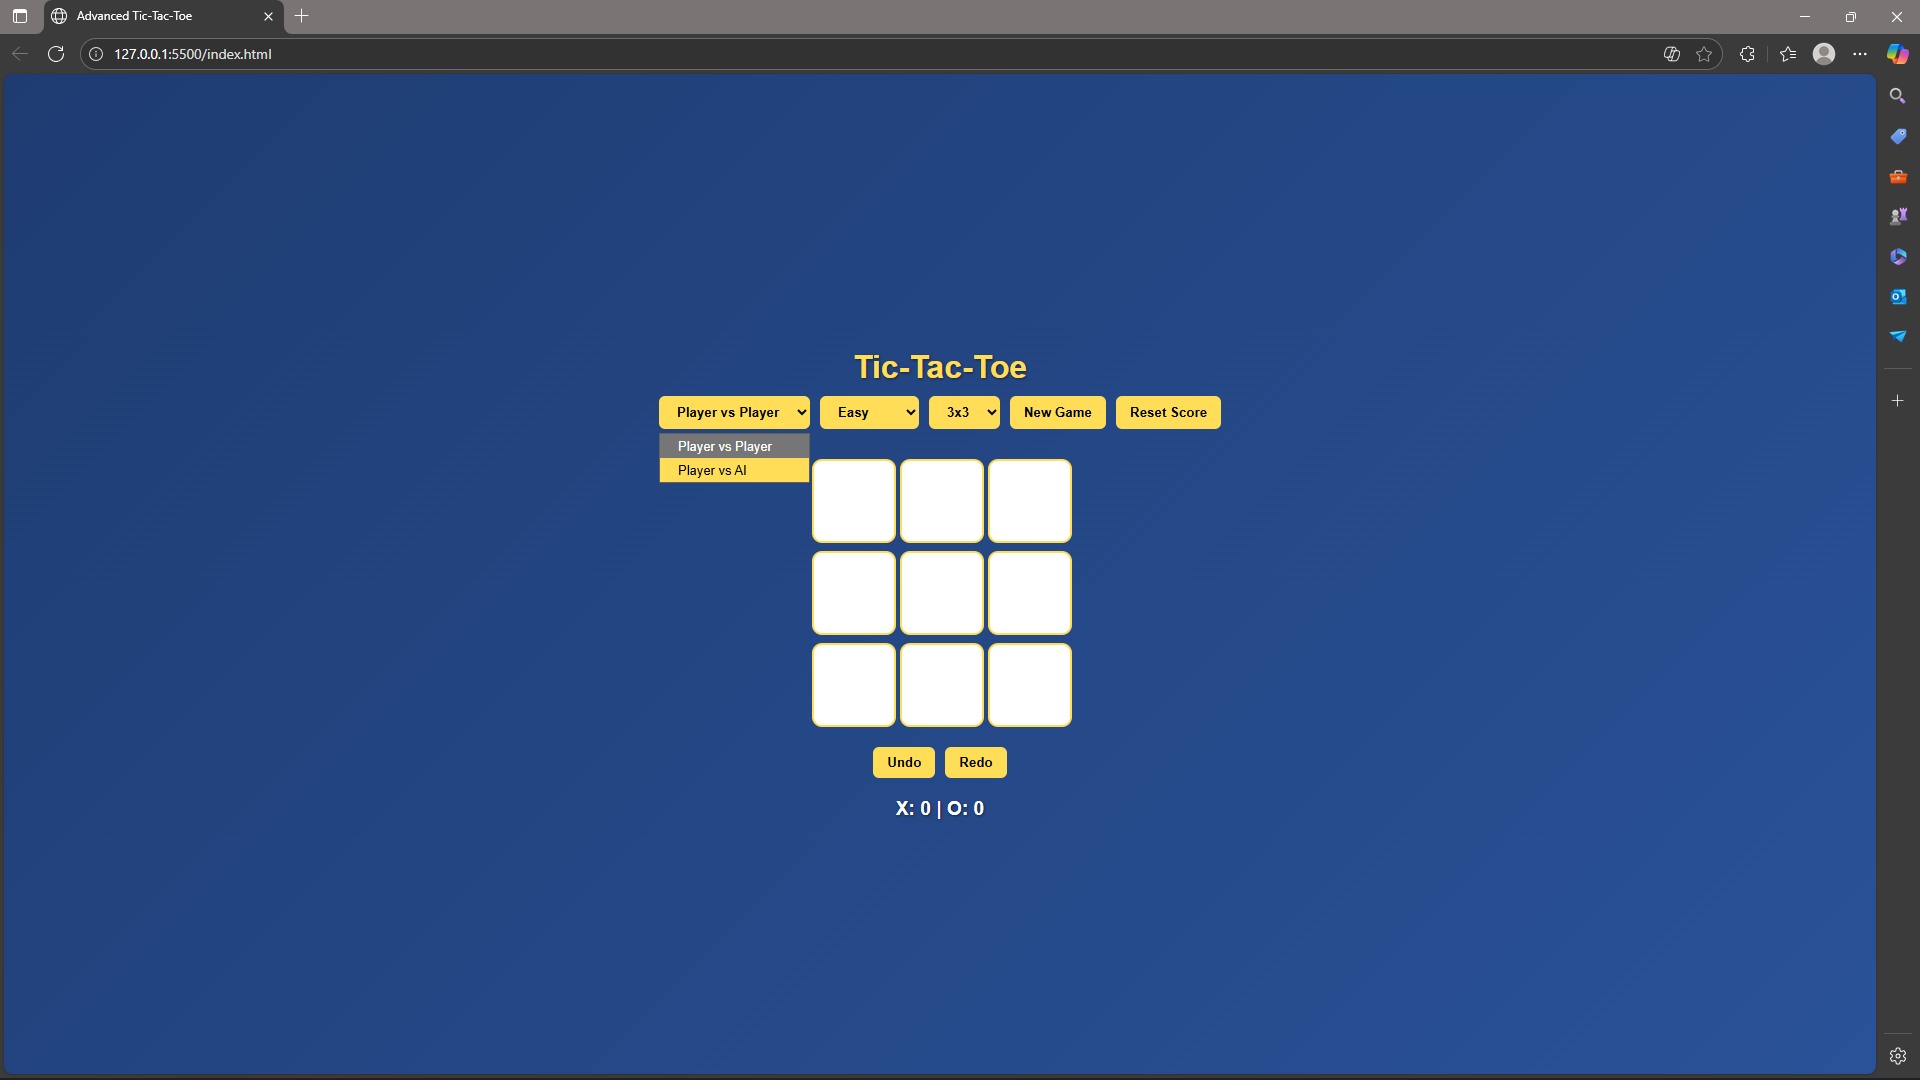 Advanced Tic-Tac-Toe
127.0.0.1:5500/index.html
Tic-Tac-Toe
Player vs Player Easy 3x3 New Game Reset Score
Player vs Player
Player vs AI
Undo Redo
X: 0 | O: 0